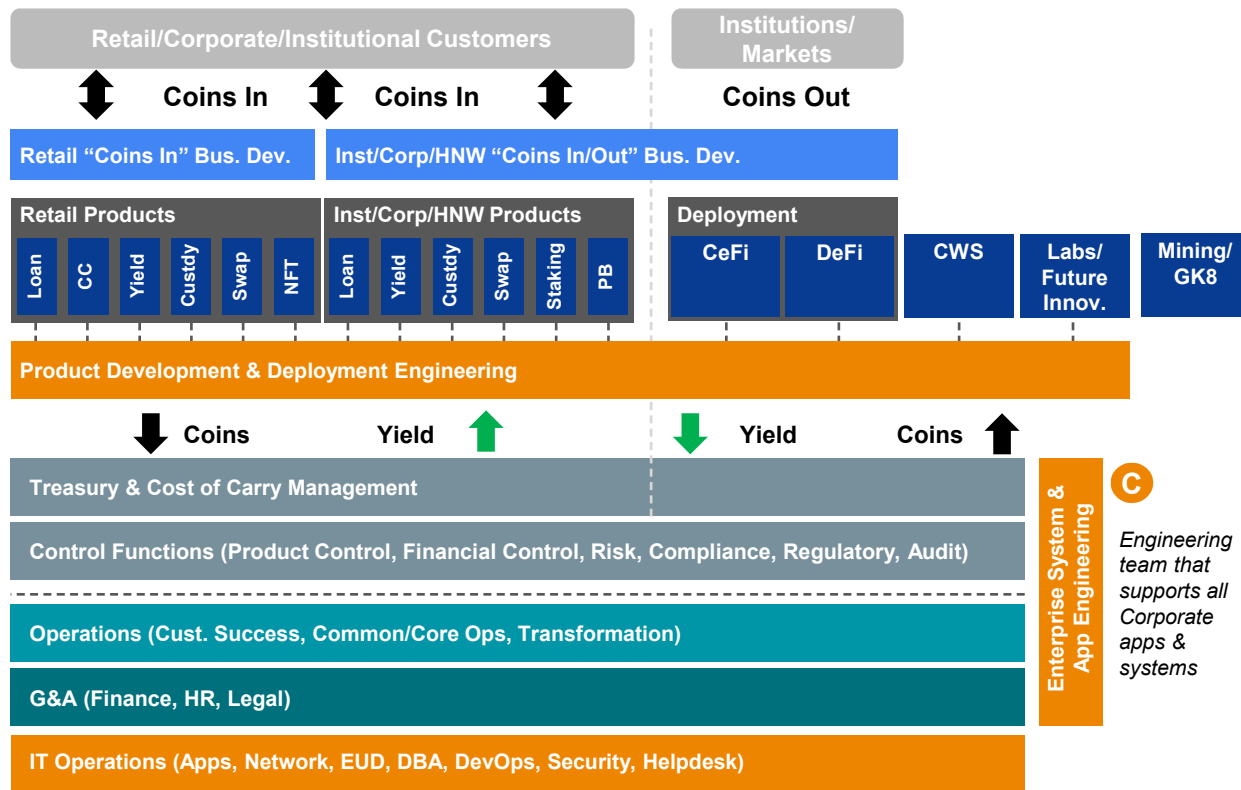 Retail/Corporate/Institutional Customers
Institutions/
Markets
Coins In
Coins In
Coins Out
Retail “Coins In” Bus. Dev.
Inst/Corp/HNW “Coins In/Out” Bus. Dev.
Retail Products
Loan
CC
Yield
Custdy
Swap
NFT
Inst/Corp/HNW Products
Loan
Yield
Custdy
Swap
Staking
PB
Deployment
CeFi
DeFi
CWS
Labs/
Future
Innov.
Mining/
GK8
Product Development & Deployment Engineering
Coins
Yield
Yield
Coins
Treasury & Cost of Carry Management
Control Functions (Product Control, Financial Control, Risk, Compliance, Regulatory, Audit)
Operations (Cust. Success, Common/Core Ops, Transformation)
G&A (Finance, HR, Legal)
IT Operations (Apps, Network, EUD, DBA, DevOps, Security, Helpdesk)
Enterprise System &
App Engineering
C
Engineering
team that
supports all
Corporate
apps &
systems